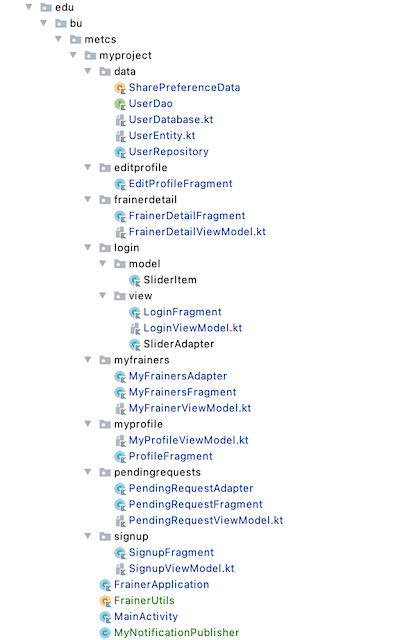 edu
bu
metcs
myproject
data
SharePreferenceData
UserDao
UserDatabase.kt
UserEntity.kt
UserRepository
editprofile
EditProfileFragment
frainerdetail
FrainerDetailFragment
FrainerDetailViewModel.kt
login
model
SliderItem
view
LoginFragment
LoginViewModel.kt
SliderAdapter
myfrainers
MyFrainersAdapter
MyFrainersFragment
MyFrainerViewModel.kt
myprofile
MyProfileViewModel.kt
ProfileFragment
pendingrequests
PendingRequestAdapter
PendingRequestFragment
PendingRequestViewModel.kt
signup
SignupFragment
SignupViewModel.kt
FrainerApplication
FrainerUtils
MainActivity
MyNotificationPublisher